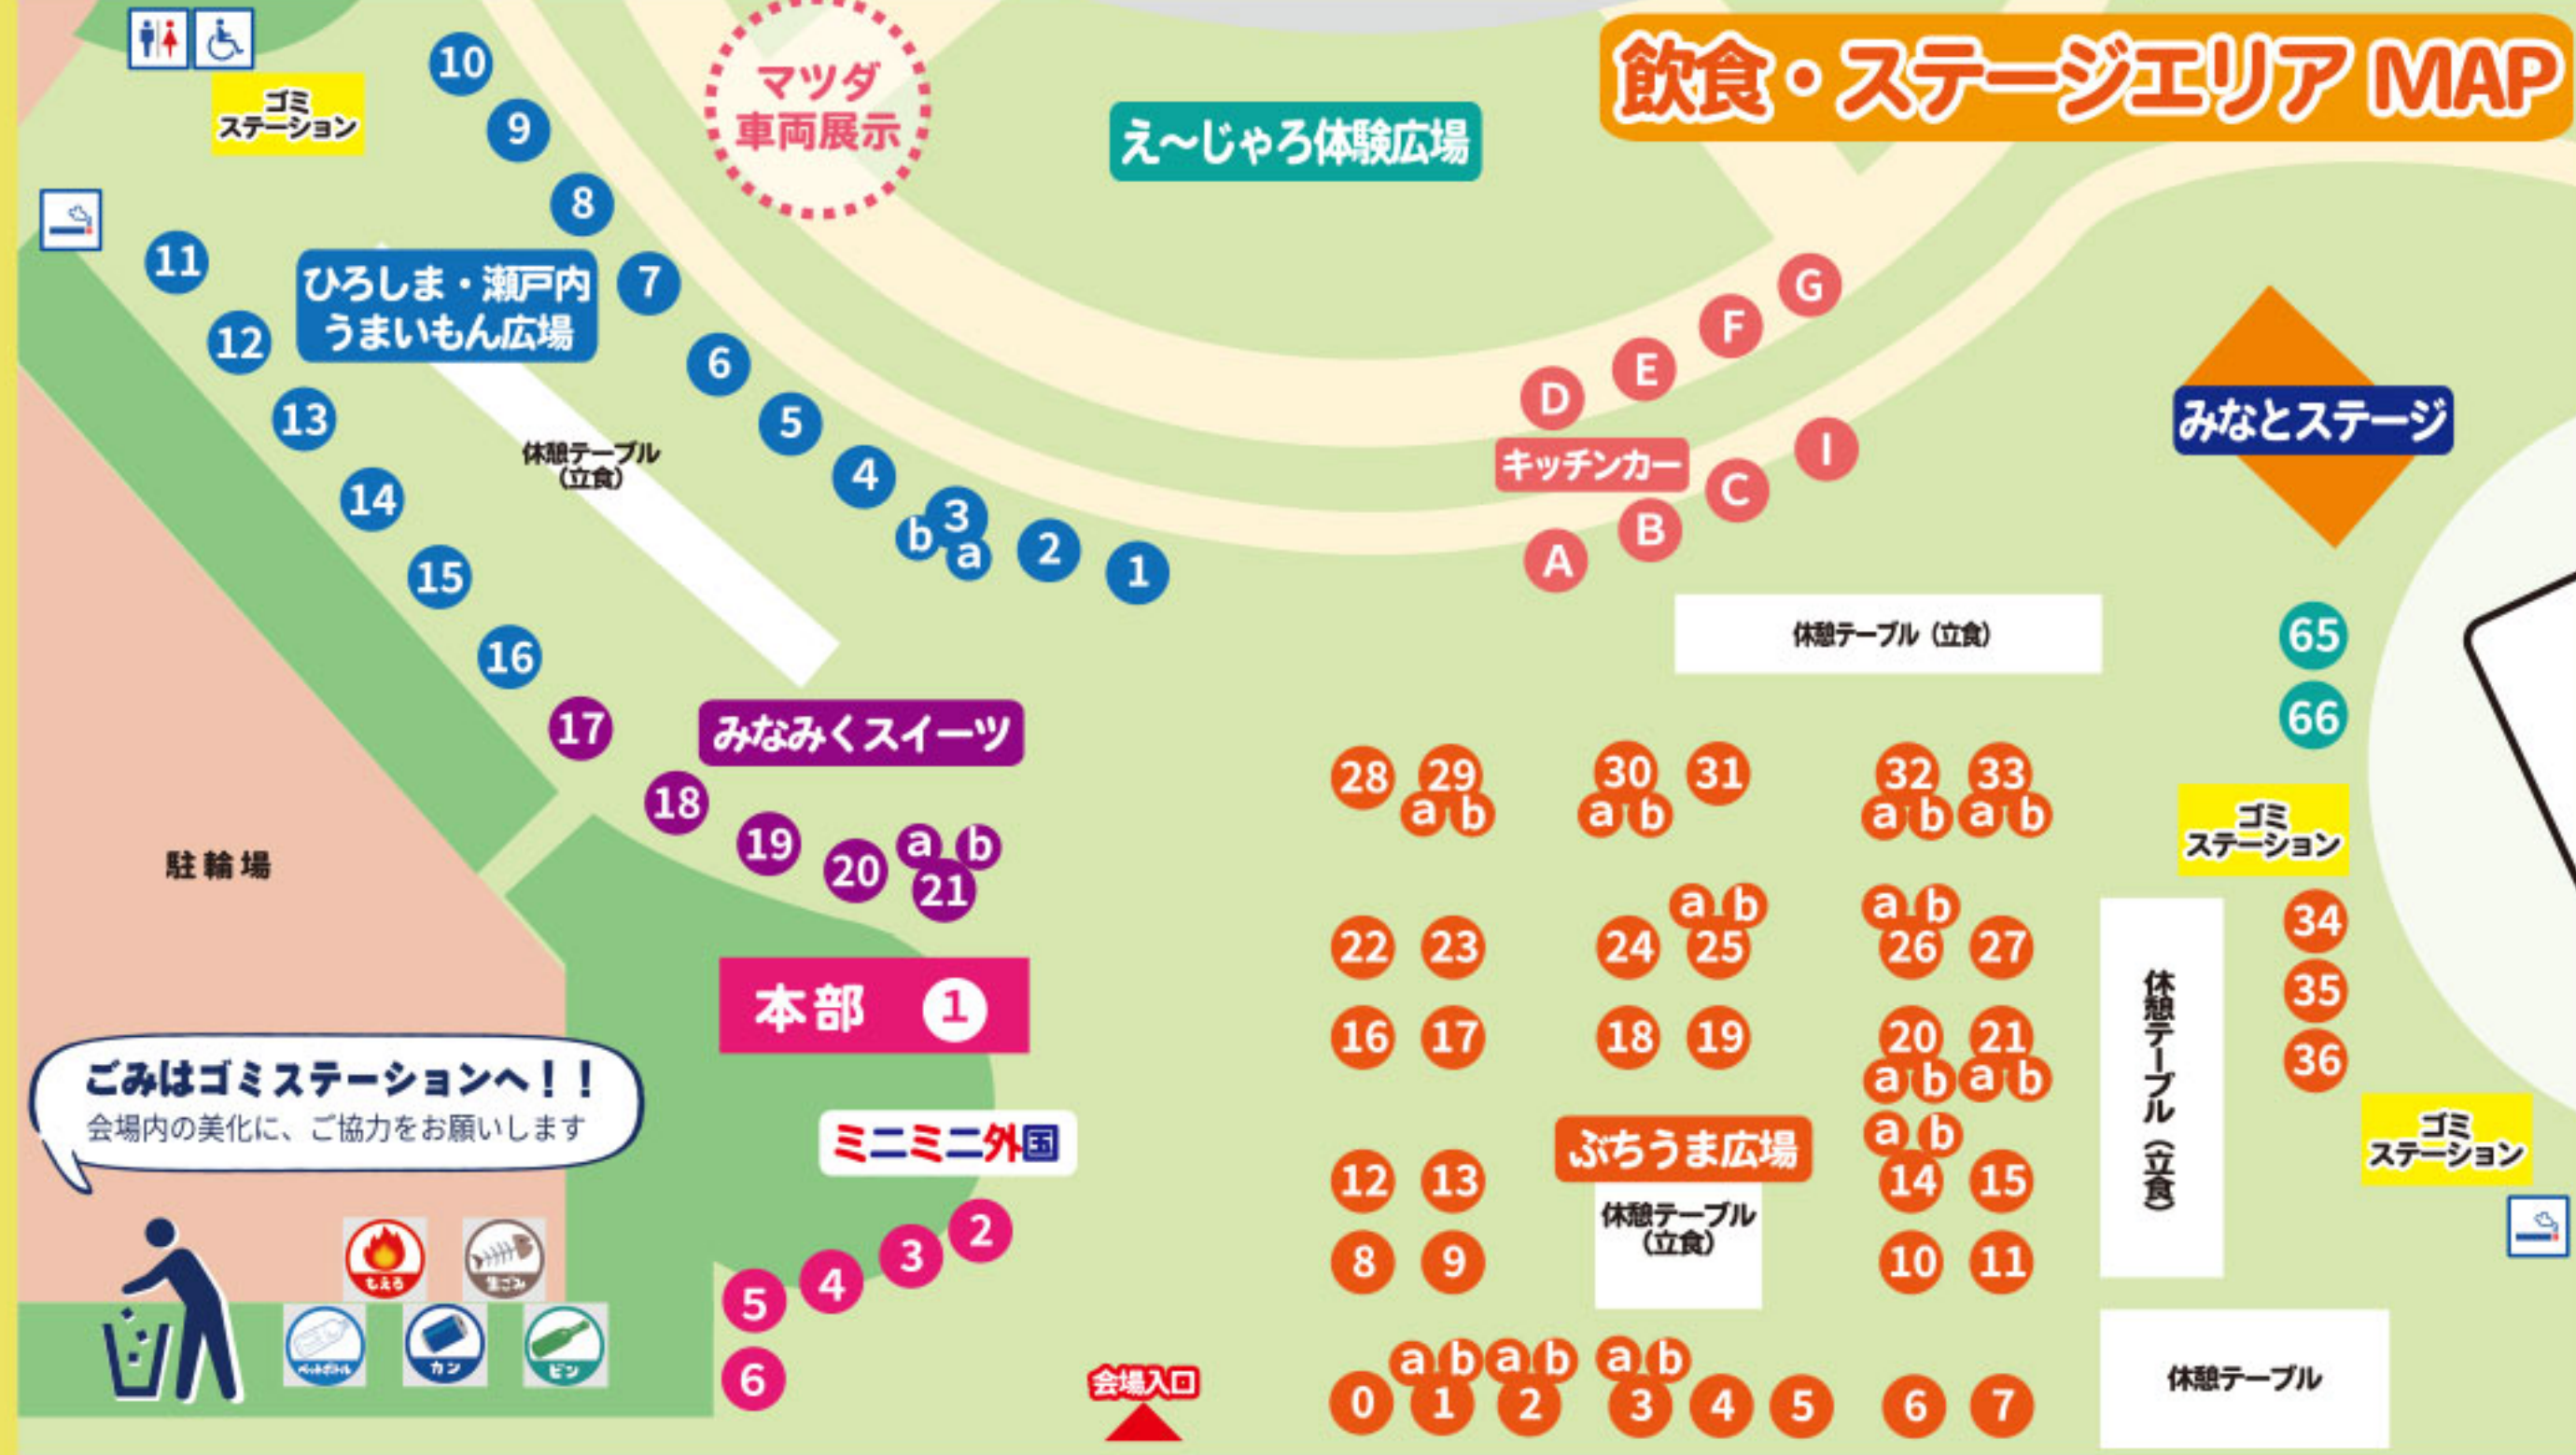 飲食・ステージエリア MAP
ゴミ
ステーション
10
9
8
7
6
5
4
3
b
a
2
1
マツダ
車両展示
え〜じゃろ体験広場
11
12
13
14
15
16
ひろしま・瀬戸内
うまいもん広場
休憩テーブル
(立食)
G
F
E
D
キッチンカー
I
C
B
A
みなとステージ
休憩テーブル (立食)
65
66
みなみくスイーツ
17
18
19
20
a b
21
駐輪場
本部 1
ミニミニ外国
2
3
4
5
6
28 29 30 31 32 33
a b a b a b a b
a b a b
22 23 24 25 26 27
16 17 18 19 20 21
a b a b
ぶちうま広場
a b
12 13 14 15
休憩テーブル
(立食)
8 9 10 11
a b a b a b
0 1 2 3 4 5 6 7
ゴミ
ステーション
34
35
36
休憩テーブル (立食)
ゴミ
ステーション
休憩テーブル
会場入口
ごみはゴミステーションへ!!
会場内の美化に、ご協力をお願いします
もえる
生ごみ
ペットボトル
カン
ビン